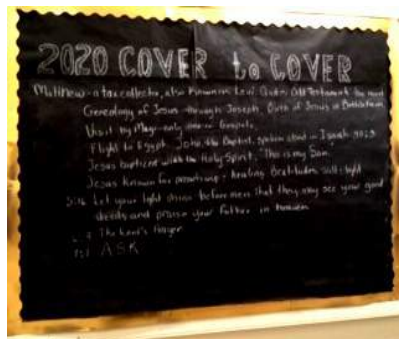 2020 COVER to COVER
Matthew - a tax collector, also known as Levi Quotes Old Testament the most
Geneology of Jesus through Joseph. Birth of Jesus in Bethlehem
Visit by Magi - only one in Gospels.
Flight to Egypt. John the Baptist, spoken about in Isaiah
Jesus baptized with the Holy Spirit. "This is my Son"
Jesus known for preaching & healing Beatitudes salt & light
5:16 Let your light shine before men that they may see your good
deeds and praise your father in heaven
The Lord's Prayer
ASK